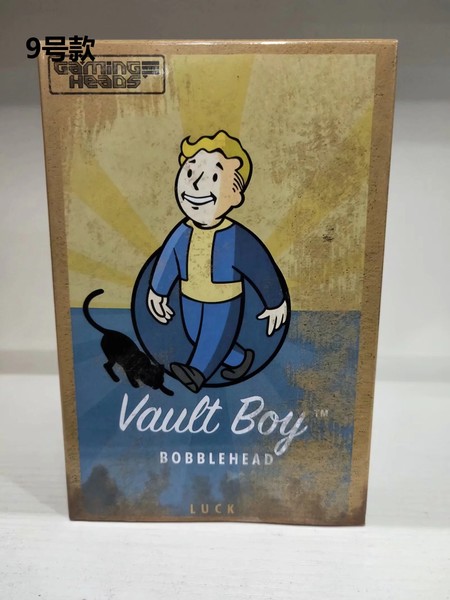 9号款
GaminG
HeaDS
Vault Boy™
BOBBLEHEAD
LUCK